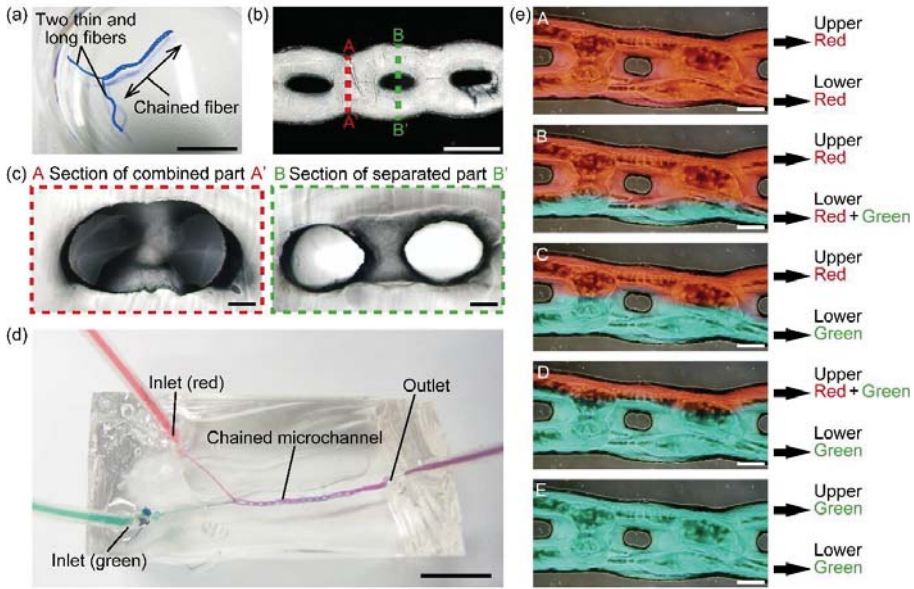 (a)
Two thin and
long fibers
Chained fiber
(b)
A
A'
B
B'
(c)
A Section of combined part A'
B Section of separated part B'
(d)
Inlet (red)
Outlet
Chained microchannel
Inlet (green)
(e)
A
Upper
Red
Lower
Red
B
Upper
Red
Lower
Red + Green
C
Upper
Red
Lower
Green
D
Upper
Red + Green
Lower
Green
E
Upper
Green
Lower
Green